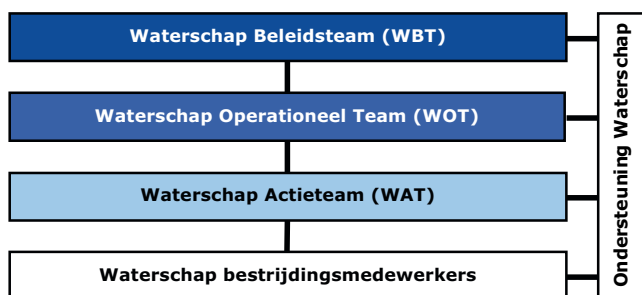 Waterschap Beleidsteam (WBT)
Waterschap Operationeel Team (WOT)
Waterschap Actieteam (WAT)
Waterschap bestrijdingsmedewerkers
Ondersteuning Waterschap